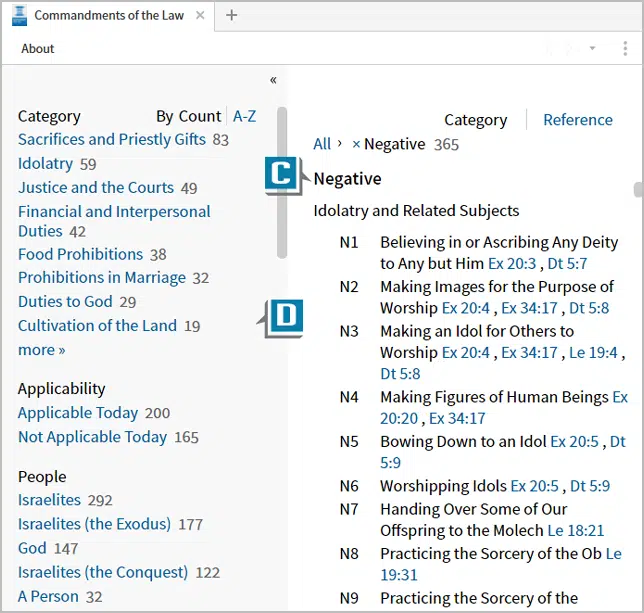 Commandments of the Law
About
«
Category By Count A-Z
Sacrifices and Priestly Gifts 83
Idolatry 59
Justice and the Courts 49
Financial and Interpersonal
Duties 42
Food Prohibitions 38
Prohibitions in Marriage 32
Duties to God 29
Cultivation of the Land 19
more »
Applicability
Applicable Today 200
Not Applicable Today 165
People
Israelites 292
Israelites (the Exodus) 177
God 147
Israelites (the Conquest) 122
A Person 32
C
D
Category Reference
All › × Negative 365
Negative
Idolatry and Related Subjects
N1 Believing in or Ascribing Any Deity
to Any but Him Ex 20:3 , Dt 5:7
N2 Making Images for the Purpose of
Worship Ex 20:4 , Ex 34:17 , Dt 5:8
N3 Making an Idol for Others to
Worship Ex 20:4 , Ex 34:17 , Le 19:4 ,
Dt 5:8
N4 Making Figures of Human Beings Ex
20:20 , Ex 34:17
N5 Bowing Down to an Idol Ex 20:5 , Dt
5:9
N6 Worshipping Idols Ex 20:5 , Dt 5:9
N7 Handing Over Some of Our
Offspring to the Molech Le 18:21
N8 Practicing the Sorcery of the Ob Le
19:31
N9 Practicing the Sorcery of the